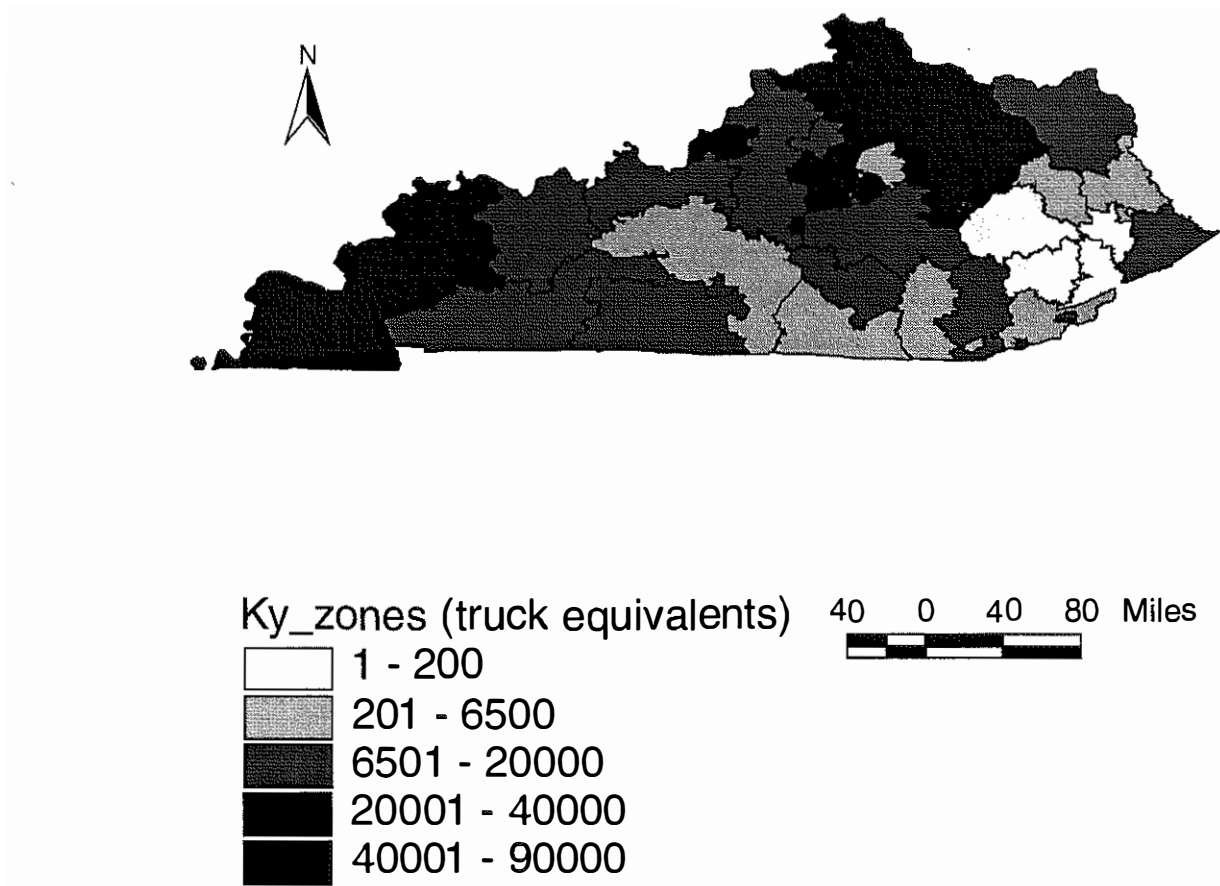 N
Ky_zones (truck equivalents)
40 0 40 80 Miles
1 - 200
201 - 6500
6501 - 20000
20001 - 40000
40001 - 90000